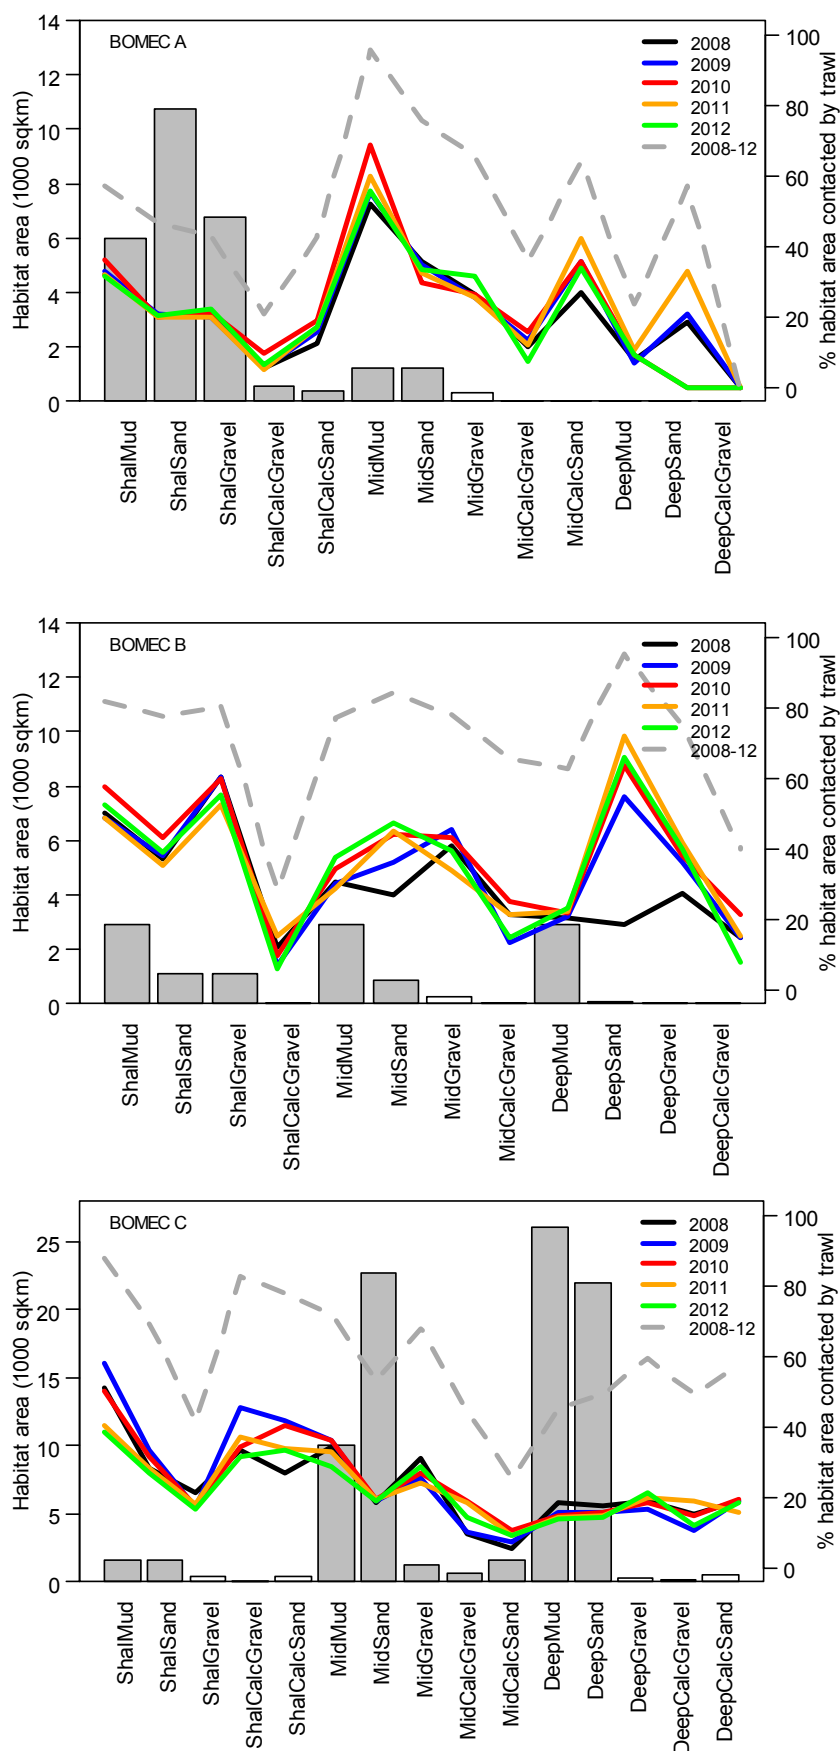 BOMEC A
Habitat area (1000 sqkm)
14
12
10
8
6
4
2
0
2008
2009
2010
2011
2012
2008-12
100
80
60
40
20
0
% habitat area contacted by trawl
ShalMud
ShalSand
ShalGravel
ShalCalcGravel
ShalCalcSand
MidMud
MidSand
MidGravel
MidCalcGravel
MidCalcSand
DeepMud
DeepSand
DeepCalcGravel
BOMEC B
Habitat area (1000 sqkm)
14
12
10
8
6
4
2
0
2008
2009
2010
2011
2012
2008-12
100
80
60
40
20
0
% habitat area contacted by trawl
ShalMud
ShalSand
ShalGravel
ShalCalcGravel
MidMud
MidSand
MidGravel
MidCalcGravel
DeepMud
DeepSand
DeepGravel
DeepCalcGravel
BOMEC C
Habitat area (1000 sqkm)
25
20
15
10
5
0
2008
2009
2010
2011
2012
2008-12
100
80
60
40
20
0
% habitat area contacted by trawl
ShalMud
ShalSand
ShalGravel
ShalCalcGravel
ShalCalcSand
MidMud
MidSand
MidGravel
MidCalcGravel
MidCalcSand
DeepMud
DeepSand
DeepGravel
DeepCalcGravel
DeepCalcSand